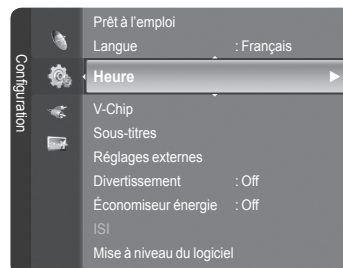 Configuration
Prêt à l'emploi
Langue : Français
Heure
V-Chip
Sous-titres
Réglages externes
Divertissement : Off
Économiseur énergie : Off
ISI
Mise à niveau du logiciel